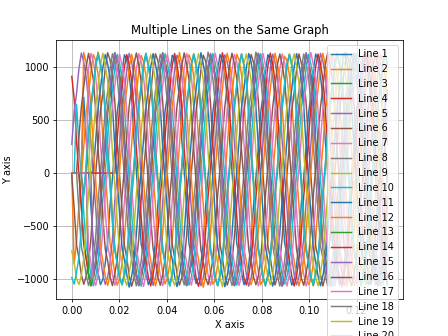 Multiple Lines on the Same Graph
Y axis
1000
500
0
−500
−1000
0.00
0.02
0.04
0.06
0.08
0.10
X axis
Line 1
Line 2
Line 3
Line 4
Line 5
Line 6
Line 7
Line 8
Line 9
Line 10
Line 11
Line 12
Line 13
Line 14
Line 15
Line 16
Line 17
Line 18
Line 19
Line 20